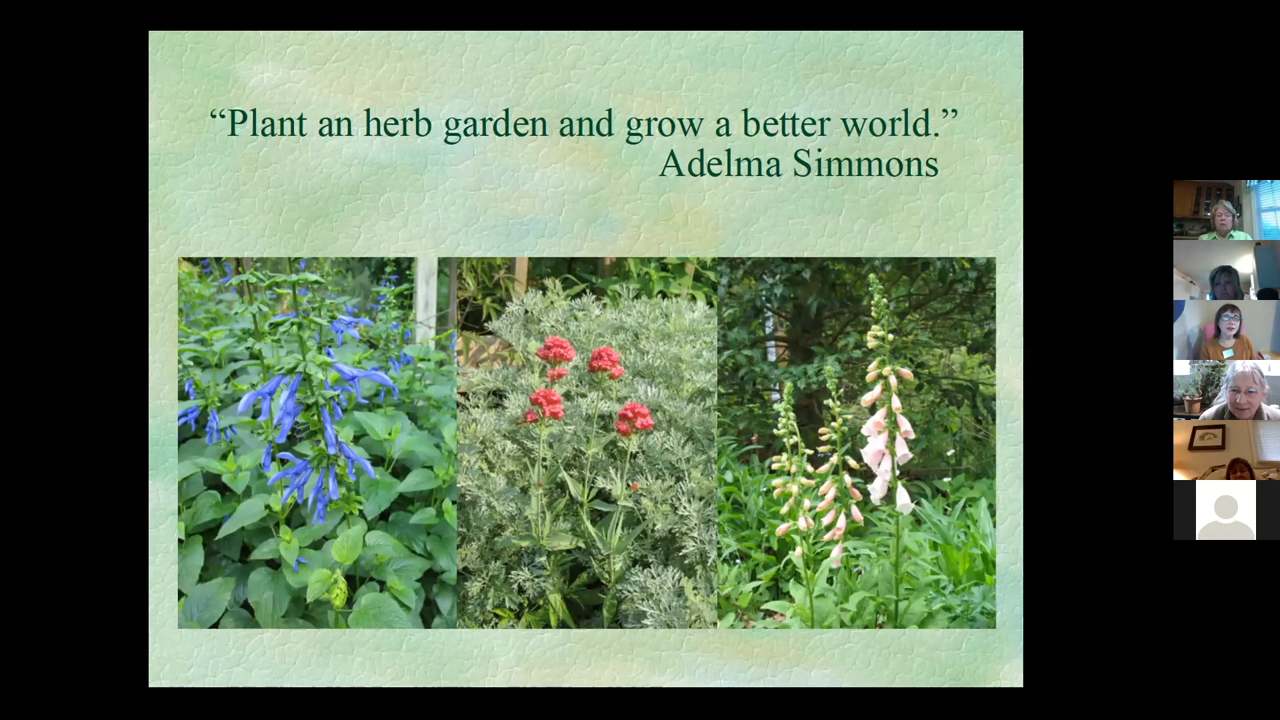 “Plant an herb garden and grow a better world.”
Adelma Simmons